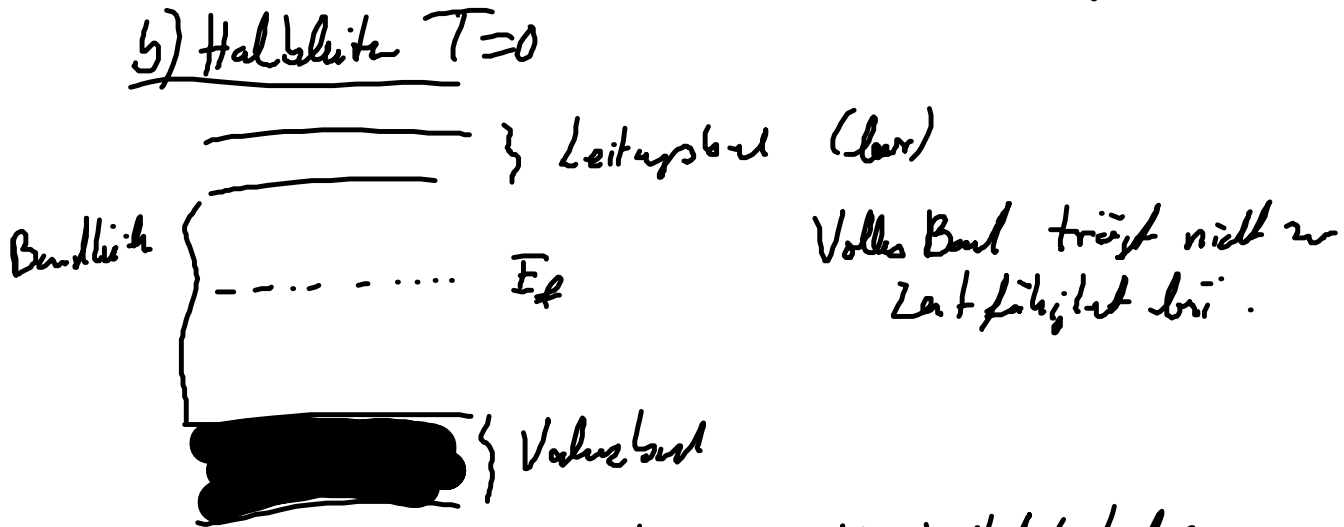 b) Halbleiter T=0
Leitungsband (leer)
Bandlücke
Volles Band trägt nicht zur
Leitfähigkeit bei.
E_f
Valenzband